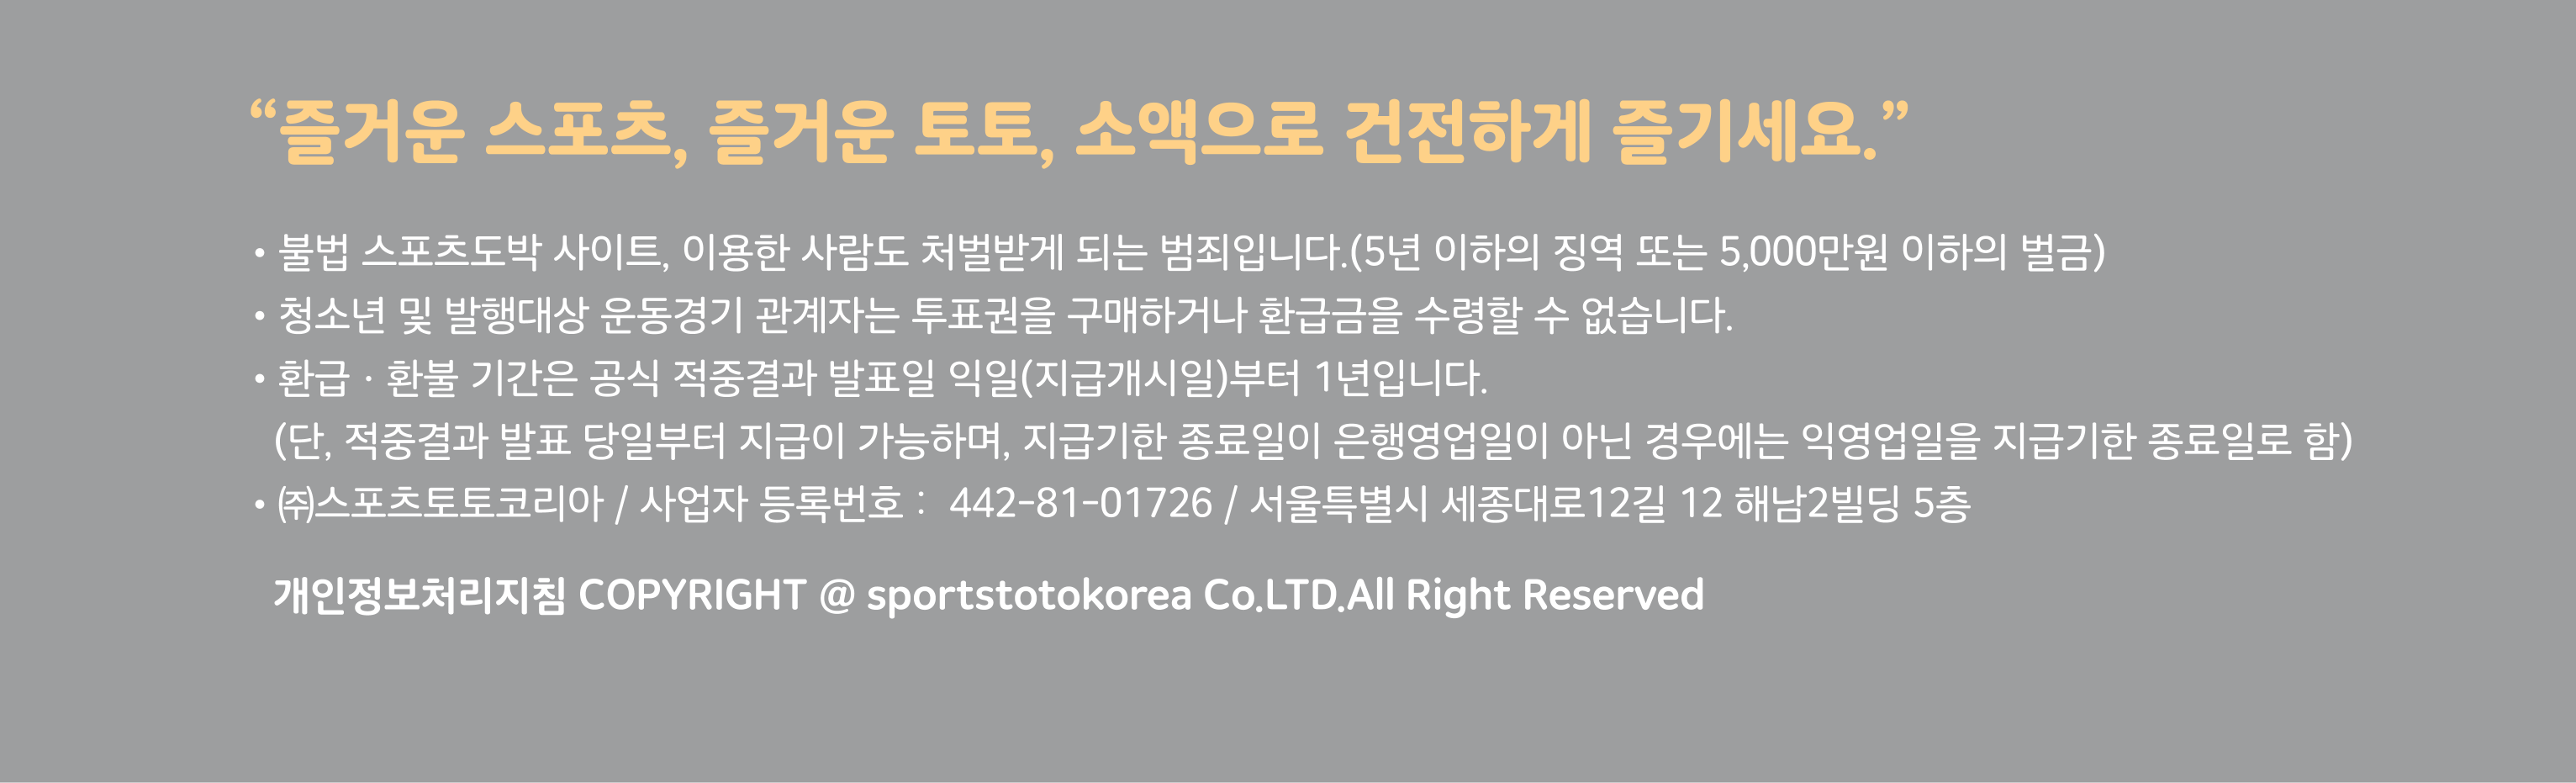 “즐거운 스포츠, 즐거운 토토, 소액으로 건전하게 즐기세요.”
• 불법 스포츠도박 사이트, 이용한 사람도 처벌받게 되는 범죄입니다.(5년 이하의 징역 또는 5,000만원 이하의 벌금)
• 청소년 및 발행대상 운동경기 관계자는 투표권을 구매하거나 환급금을 수령할 수 없습니다.
• 환급 · 환불 기간은 공식 적중결과 발표일 익일(지급개시일)부터 1년입니다.
(단, 적중결과 발표 당일부터 지급이 가능하며, 지급기한 종료일이 은행영업일이 아닌 경우에는 익영업일을 지급기한 종료일로 함)
• ㈜스포츠토토코리아 / 사업자 등록번호 : 442-81-01726 / 서울특별시 세종대로12길 12 해남2빌딩 5층
개인정보처리지침 COPYRIGHT @ sportstotokorea Co.LTD.All Right Reserved